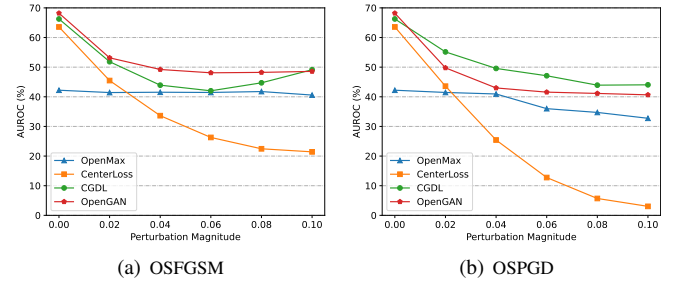 70
60
50
40
30
20
10
0
AUROC (%)
OpenMax
CenterLoss
CGDL
OpenGAN
0.00 0.02 0.04 0.06 0.08 0.10
Perturbation Magnitude
(a) OSFGSM
70
60
50
40
30
20
10
0
AUROC (%)
OpenMax
CenterLoss
CGDL
OpenGAN
0.00 0.02 0.04 0.06 0.08 0.10
Perturbation Magnitude
(b) OSPGD